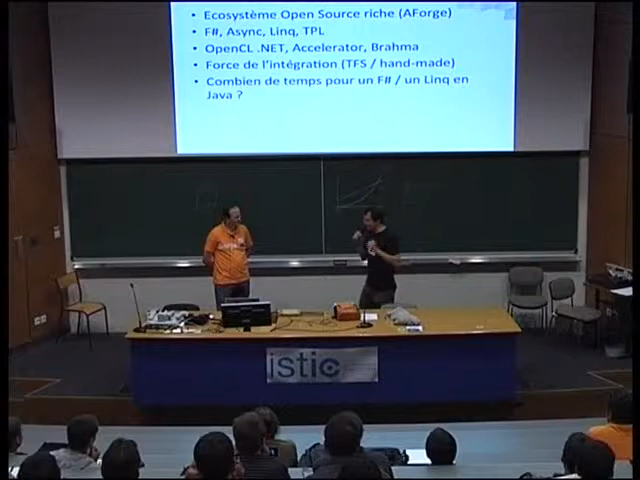 • Ecosystème Open Source riche (AForge)
• F#, Async, Linq, TPL
• OpenCL .NET, Accelerator, Brahma
• Force de l'intégration (TFS / hand-made)
• Combien de temps pour un F# / un Linq en
Java ?
istic